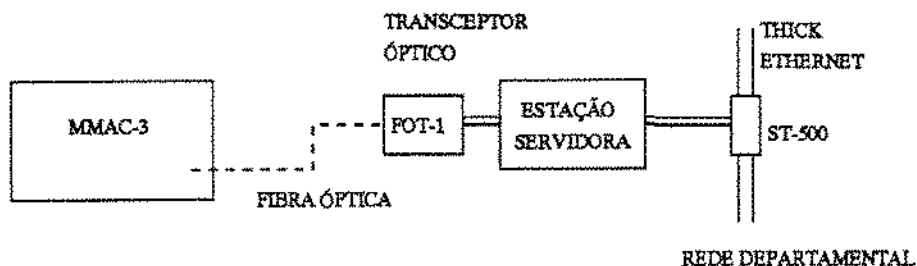 TRANSCEPTOR
ÓPTICO
THICK
ETHERNET
MMAC-3
FOT-1
ESTAÇÃO
SERVIDORA
ST-500
FIBRA ÓPTICA
REDE DEPARTAMENTAL